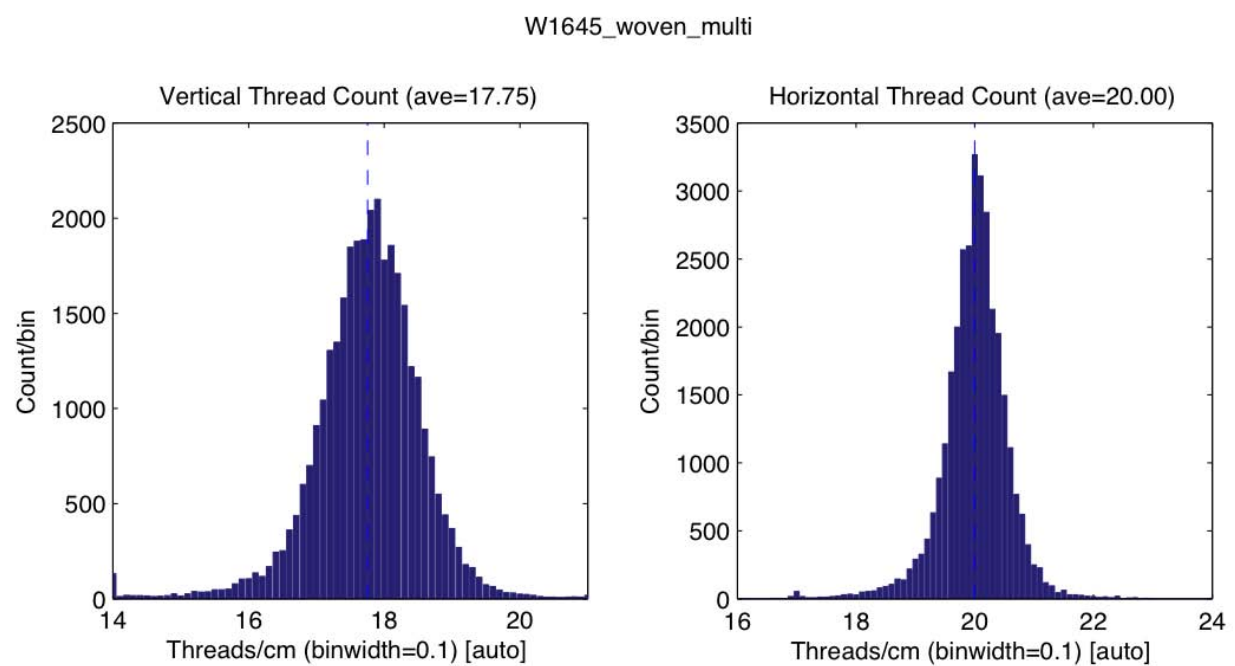 W1645_woven_multi
Vertical Thread Count (ave=17.75)
2500
2000
1500
1000
500
0
Count/bin
14 16 18 20
Threads/cm (binwidth=0.1) [auto]
Horizontal Thread Count (ave=20.00)
3500
3000
2500
2000
1500
1000
500
0
Count/bin
16 18 20 22 24
Threads/cm (binwidth=0.1) [auto]